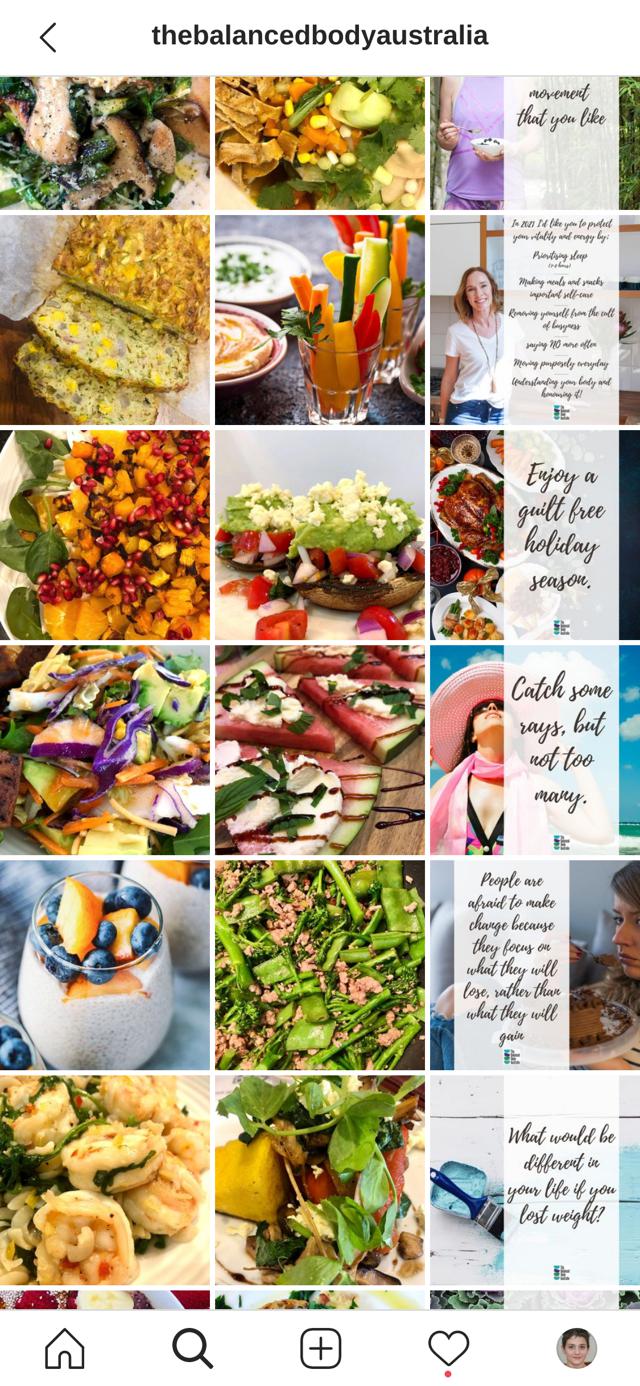 thebalancedbodyaustralia
movement
that you like
In 2021 I'd like you to protect
your vitality and energy by:
Prioritising sleep
Making meals and snacks
important self-care
Removing yourself from the cult
of busyness
saying NO more often
Moving purposely everyday
Understanding your body and
honouring it!
Enjoy a
guilt free
holiday
season.
Catch some
rays, but
not too
many.
People are
afraid to make
change because
they focus on
what they will
lose, rather than
what they will
gain
What would be
different in
your life if you
lost weight?